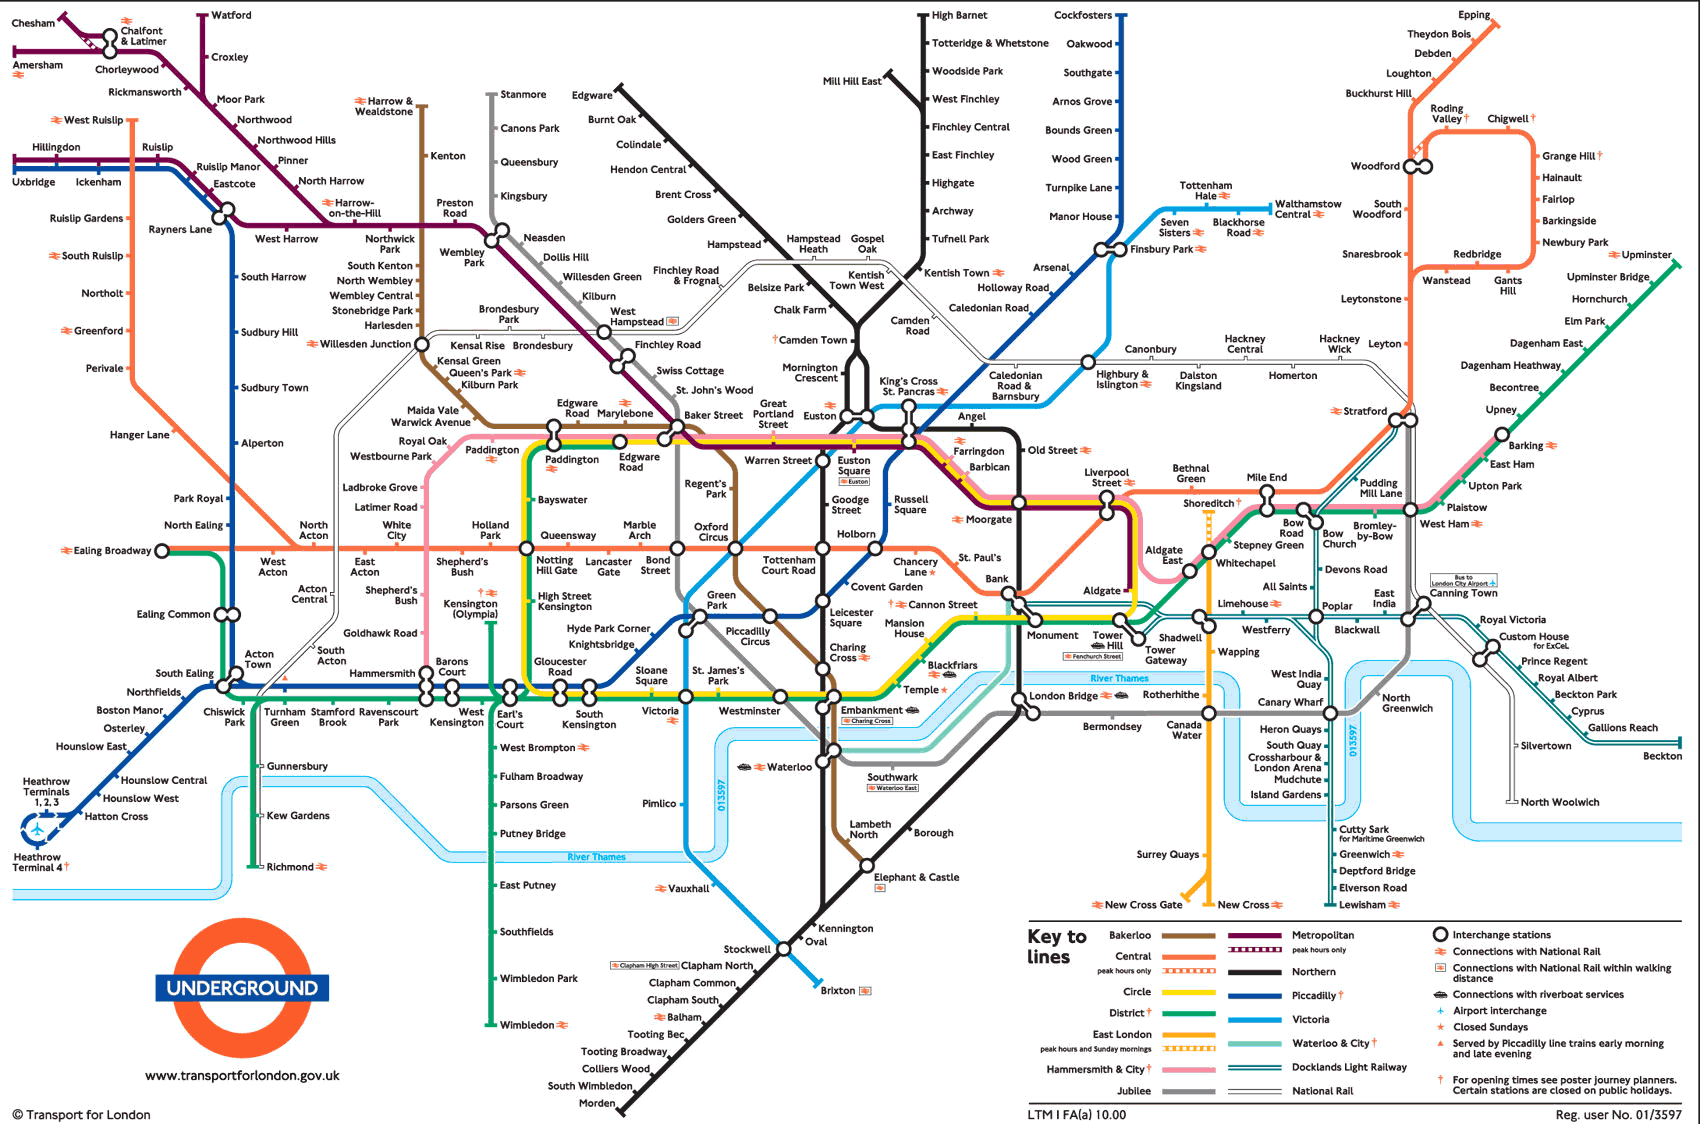 Chesham
Chalfont
& Latimer
Amersham
Chorleywood
Rickmansworth
Watford
Croxley
Moor Park
Northwood
Northwood Hills
Pinner
North Harrow
Harrow-
on-the-Hill
Northwick
Park
Preston
Road
West Ruislip
Hillingdon
Ruislip
Uxbridge
Ickenham
Ruislip Manor
Eastcote
Rayners Lane
West Harrow
Ruislip Gardens
South Ruislip
Northolt
Greenford
Perivale
Hanger Lane
South Harrow
Sudbury Hill
Sudbury Town
Alperton
Park Royal
North Ealing
Ealing Broadway
Ealing Common
South Ealing
Northfields
Boston Manor
Osterley
Hounslow East
Hounslow Central
Hounslow West
Hatton Cross
Heathrow
Terminals
1, 2, 3
Heathrow
Terminal 4 †
Harrow &
Wealdstone
Kenton
South Kenton
North Wembley
Wembley Central
Stonebridge Park
Harlesden
Willesden Junction
Kensal Green
Queen's Park
Kilburn Park
Maida Vale
Warwick Avenue
Royal Oak
Westbourne Park
Ladbroke Grove
Latimer Road
Stanmore
Canons Park
Queensbury
Kingsbury
Wembley
Park
Neasden
Dollis Hill
Willesden Green
Kilburn
West
Hampstead
Finchley Road
Swiss Cottage
St. John's Wood
Brondesbury
Park
Kensal Rise
Brondesbury
Finchley Road
& Frognal
Hampstead
Heath
Gospel
Oak
Kentish
Town West
Camden
Road
Caledonian
Road &
Barnsbury
Edgware
Burnt Oak
Colindale
Hendon Central
Brent Cross
Golders Green
Hampstead
Belsize Park
Chalk Farm
† Camden Town
Mornington
Crescent
Euston
High Barnet
Totteridge & Whetstone
Woodside Park
Mill Hill East
West Finchley
Finchley Central
East Finchley
Highgate
Archway
Tufnell Park
Kentish Town
Cockfosters
Oakwood
Southgate
Arnos Grove
Bounds Green
Wood Green
Turnpike Lane
Manor House
Finsbury Park
Arsenal
Holloway Road
Caledonian Road
Tottenham
Hale
Seven
Sisters
Blackhorse
Road
Walthamstow
Central
Highbury &
Islington
Canonbury
Dalston
Kingsland
Hackney
Central
Homerton
Hackney
Wick
Stratford
Epping
Theydon Bois
Debden
Loughton
Buckhurst Hill
Roding
Valley †
Chigwell †
Woodford
Grange Hill †
Hainault
Fairlop
Barkingside
Newbury Park
South
Woodford
Snaresbrook
Redbridge
Wanstead
Gants
Hill
Leytonstone
Leyton
Upminster
Upminster Bridge
Hornchurch
Elm Park
Dagenham East
Dagenham Heathway
Becontree
Upney
Barking
East Ham
Upton Park
Plaistow
West Ham
Edgware
Road
Marylebone
Baker Street
Great
Portland
Street
King's Cross
St. Pancras
Angel
Paddington
Paddington
Edgware
Road
Warren Street
Euston
Square
Euston
Farringdon
Barbican
Old Street
Liverpool
Street
Bethnal
Green
Mile End
Shoreditch †
Pudding
Mill Lane
Bow
Road
Bow
Church
Bromley-
by-Bow
Stepney Green
Whitechapel
Aldgate
East
Aldgate
Moorgate
Regent's
Park
Goodge
Street
Russell
Square
Bayswater
North
Acton
White
City
Holland
Park
Queensway
Marble
Arch
Oxford
Circus
Holborn
West
Acton
East
Acton
Shepherd's
Bush
Notting
Hill Gate
Lancaster
Gate
Bond
Street
Tottenham
Court Road
Chancery
Lane
St. Paul's
Bank
Covent Garden
Leicester
Square
Acton
Central
Shepherd's
Bush
Kensington
(Olympia)
High Street
Kensington
Green
Park
Hyde Park Corner
Knightsbridge
Piccadilly
Circus
Charing
Cross
Goldhawk Road
South
Acton
Acton
Town
Hammersmith
Barons
Court
Gloucester
Road
Sloane
Square
St. James's
Park
Chiswick
Park
Turnham
Green
Stamford
Brook
Ravenscourt
Park
West
Kensington
Earl's
Court
South
Kensington
Victoria
Westminster
Embankment
Charing Cross
† Cannon Street
Mansion
House
Blackfriars
Temple
Monument
Tower
Hill
Fenchurch Street
Tower
Gateway
London Bridge
River Thames
All Saints
Devons Road
Limehouse
Shadwell
Westferry
Poplar
Blackwall
East
India
Bus to
London City Airport
Canning Town
Royal Victoria
Custom House
for ExCeL
Prince Regent
Royal Albert
Beckton Park
Cyprus
Gallions Reach
Beckton
Silvertown
North Woolwich
North
Greenwich
Wapping
Rotherhithe
Canada
Water
Bermondsey
Surrey Quays
New Cross Gate
New Cross
West India
Quay
Canary Wharf
Heron Quays
South Quay
Crossharbour &
London Arena
Mudchute
Island Gardens
Cutty Sark
for Maritime Greenwich
Greenwich
Deptford Bridge
Elverson Road
Lewisham
013597
013597
Gunnersbury
Kew Gardens
Richmond
West Brompton
Fulham Broadway
Parsons Green
Putney Bridge
River Thames
East Putney
Southfields
Wimbledon Park
Wimbledon
Pimlico
Vauxhall
Waterloo
Southwark
Waterloo East
Lambeth
North
Borough
Elephant & Castle
Kennington
Oval
Stockwell
Brixton
Clapham High Street
Clapham North
Clapham Common
Clapham South
Balham
Tooting Bec
Tooting Broadway
Colliers Wood
South Wimbledon
Morden
UNDERGROUND
www.transportforlondon.gov.uk
© Transport for London
Key to
lines
Bakerloo
Central
peak hours only
Circle
District †
East London
peak hours and Sunday mornings
Hammersmith & City †
Jubilee
Metropolitan
peak hours only
Northern
Piccadilly †
Victoria
Waterloo & City †
Docklands Light Railway
National Rail
Interchange stations
Connections with National Rail
Connections with National Rail within walking
distance
Connections with riverboat services
Airport interchange
Closed Sundays
Served by Piccadilly line trains early morning
and late evening
† For opening times see poster journey planners.
Certain stations are closed on public holidays.
LTM I FA(a) 10.00
Reg. user No. 01/3597